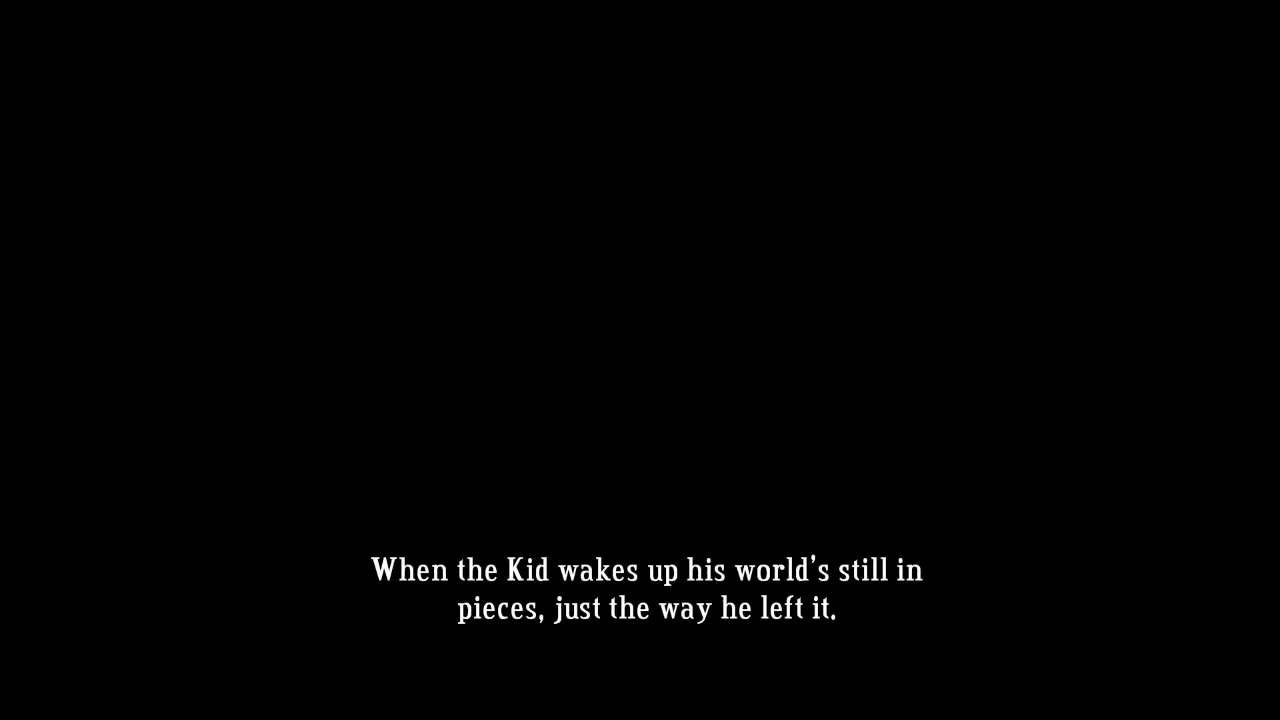 When the Kid wakes up his world's still in
pieces, just the way he left it.